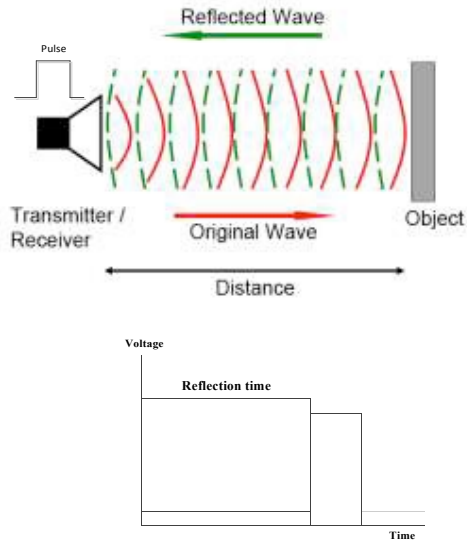 Reflected Wave
Pulse
Transmitter /
Receiver
Original Wave
Object
Distance
Voltage
Reflection time
Time